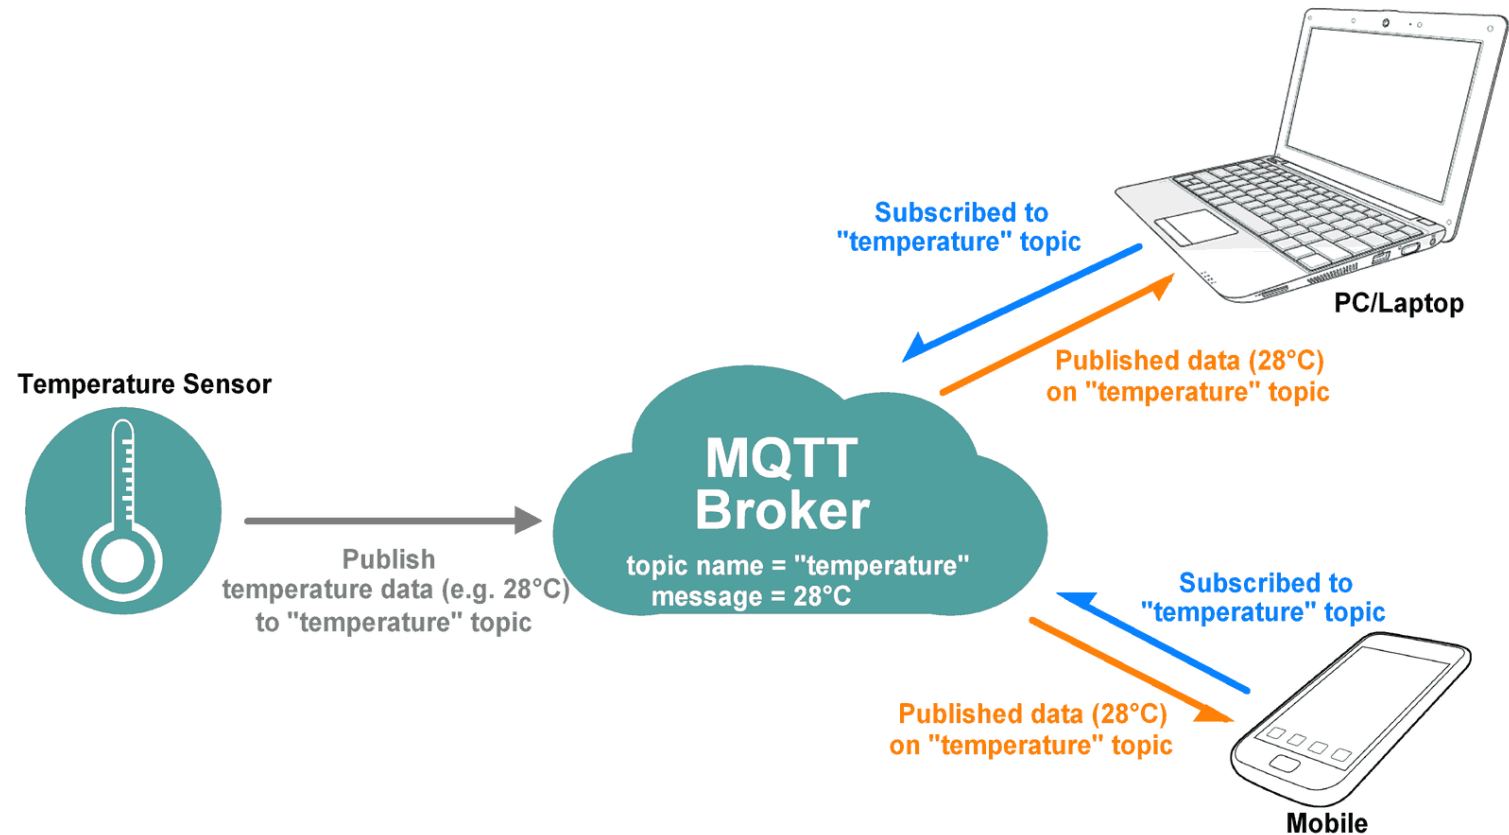 Subscribed to
"temperature" topic
PC/Laptop
Published data (28°C)
on "temperature" topic
Temperature Sensor
MQTT
Broker
topic name = "temperature"
message = 28°C
Publish
temperature data (e.g. 28°C)
to "temperature" topic
Subscribed to
"temperature" topic
Published data (28°C)
on "temperature" topic
Mobile